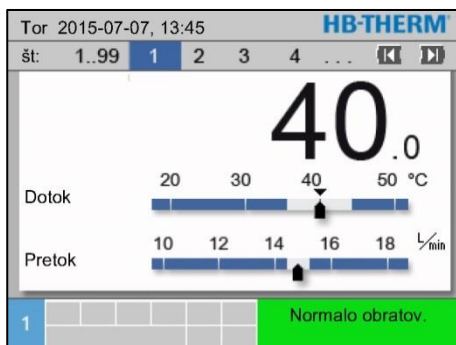 Tor 2015-07-07, 13:45 HB-THERM
št: 1..99 1 2 3 4 ...
40.0
20 30 40 50 °C
Dotok
10 12 14 16 18 L/min
Pretok
1 Normalo obratov.